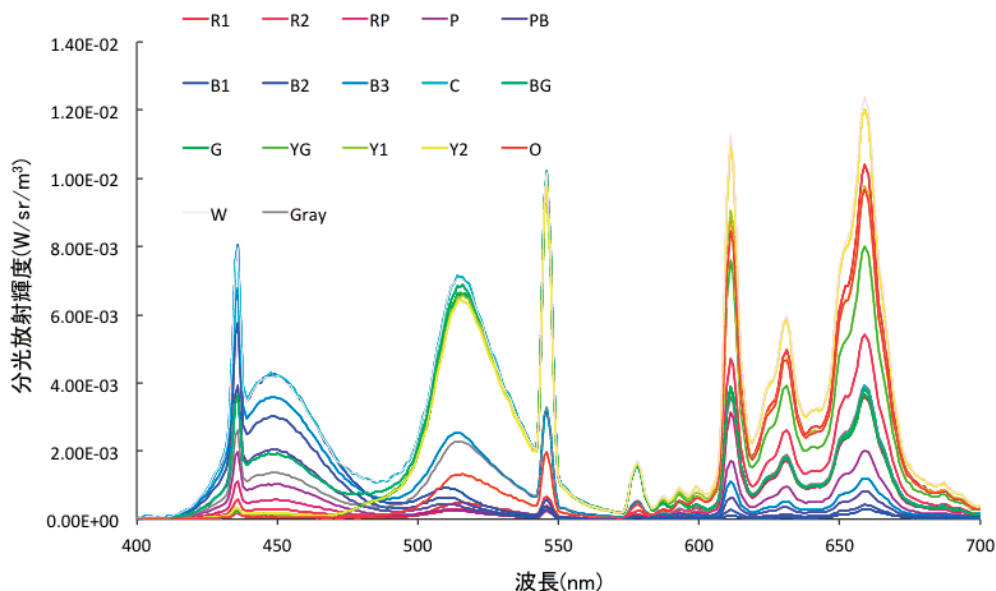 R1 R2 RP P PB
B1 B2 B3 C BG
G YG Y1 Y2 O
W Gray
分光放射輝度(W/sr/m³)
1.40E-02
1.20E-02
1.00E-02
8.00E-03
6.00E-03
4.00E-03
2.00E-03
0.00E+00
400 450 500 550 600 650 700
波長(nm)